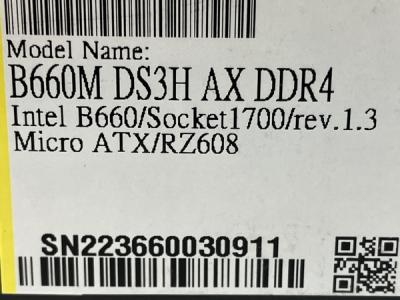 Model Name:
B660M DS3H AX DDR4
Intel B660/Socket1700/rev.1.3
Micro ATX/RZ608
SN223660030911